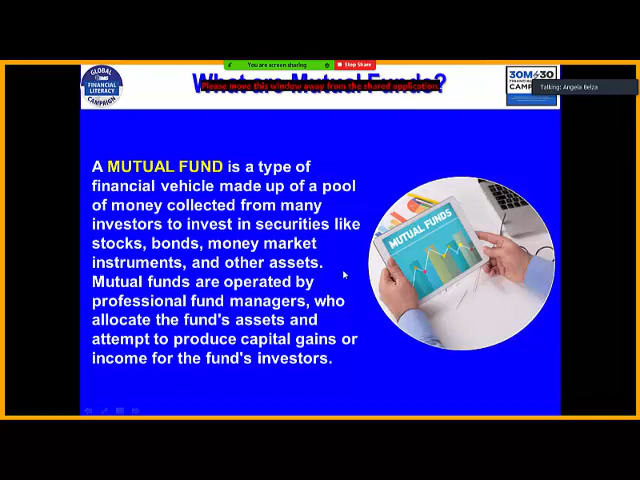 You are screen sharing
Stop Share
What are Mutual Funds?
Please move this window away from the shared application.
Talking: Angela Belza
GLOBAL
FINANCIAL
LITERACY
CAMPAIGN
30M 30
FINANCIAL
CAMP
A MUTUAL FUND is a type of
financial vehicle made up of a pool
of money collected from many
investors to invest in securities like
stocks, bonds, money market
instruments, and other assets.
Mutual funds are operated by
professional fund managers, who
allocate the fund's assets and
attempt to produce capital gains or
income for the fund's investors.
MUTUAL FUNDS